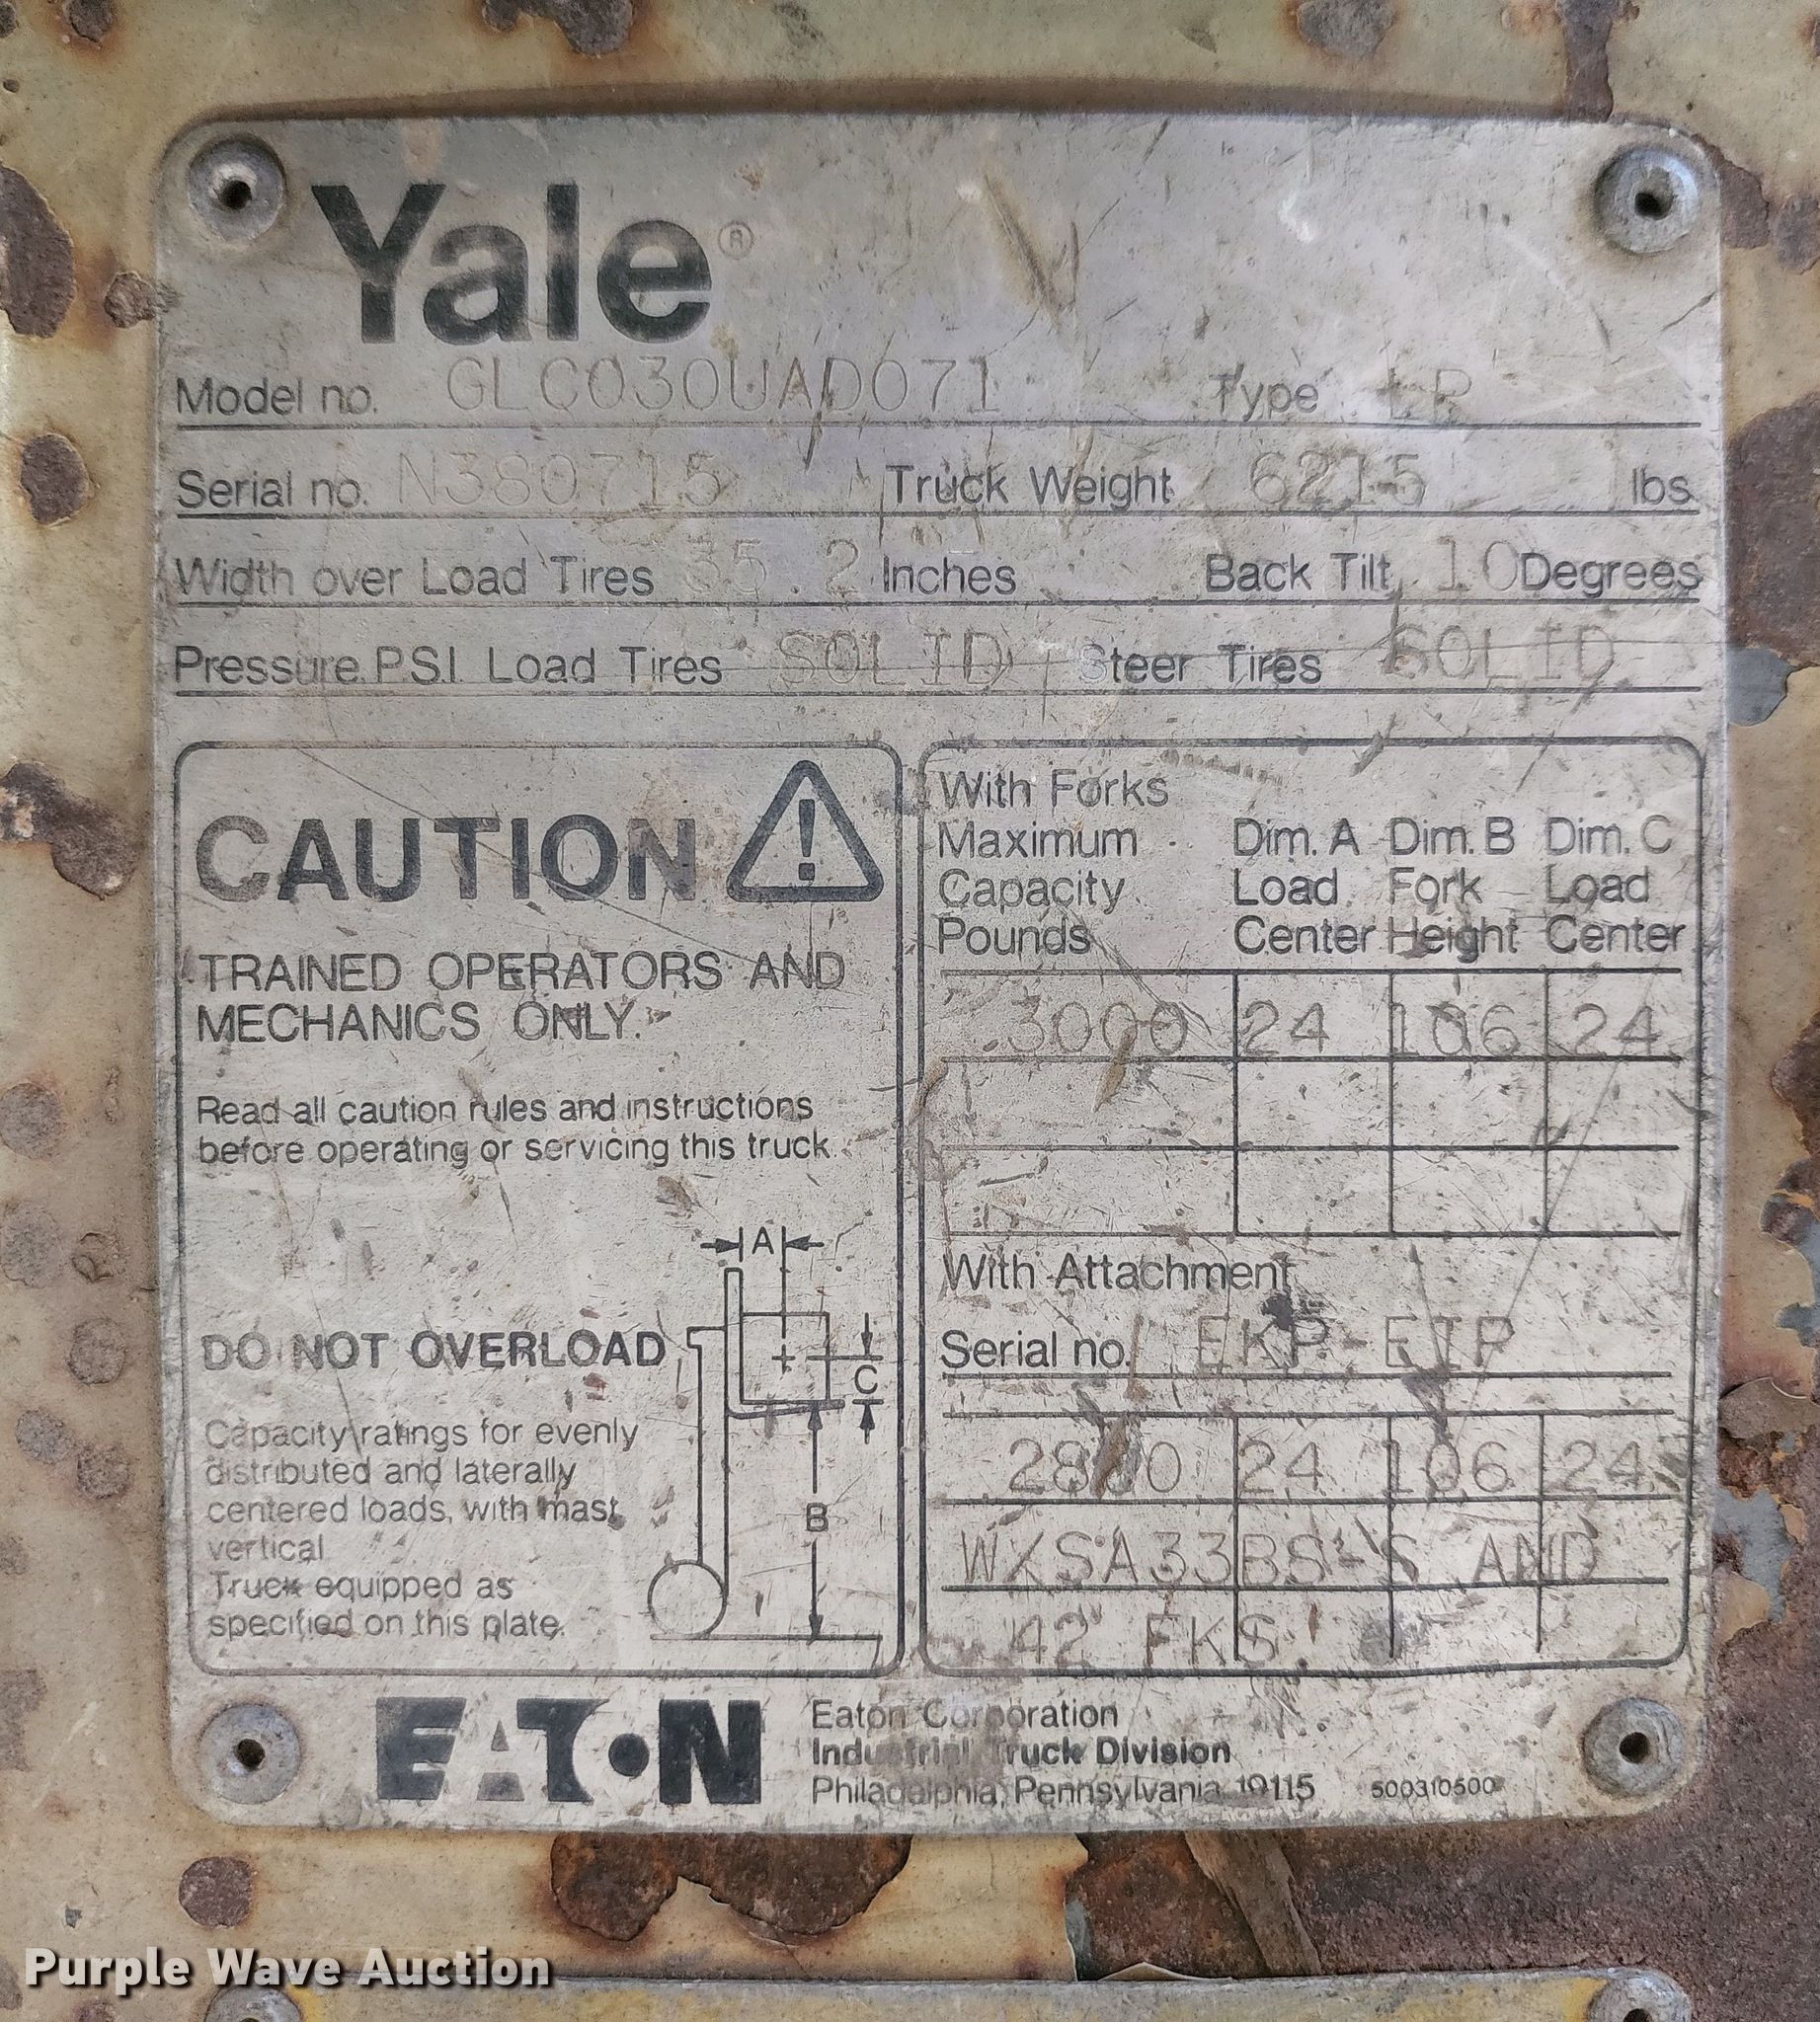 Yale®
Model no. GLC030UAD071 Type LP
Serial no. N380715 Truck Weight 6215 lbs
Width over Load Tires 35.2 Inches Back Tilt 10 Degrees
Pressure P.S.I. Load Tires SOLID Steer Tires SOLID
CAUTION !
TRAINED OPERATORS AND
MECHANICS ONLY.
Read all caution rules and instructions
before operating or servicing this truck.
A
DO NOT OVERLOAD
C
Capacity ratings for evenly
distributed and laterally
centered loads, with mast
vertical
B
Truck equipped as
specified on this plate.
With Forks
Maximum Dim. A Dim. B Dim. C
Capacity Load Fork Load
Pounds Center Height Center
3000 24 106 24
With Attachment
Serial no. EKP-EIP
24 106 24
W/SA33BS-S AND
42 FKS
EATON
Eaton Corporation
Industrial Truck Division
Philadelphia, Pennsylvania 19115 500310500
Purple Wave Auction